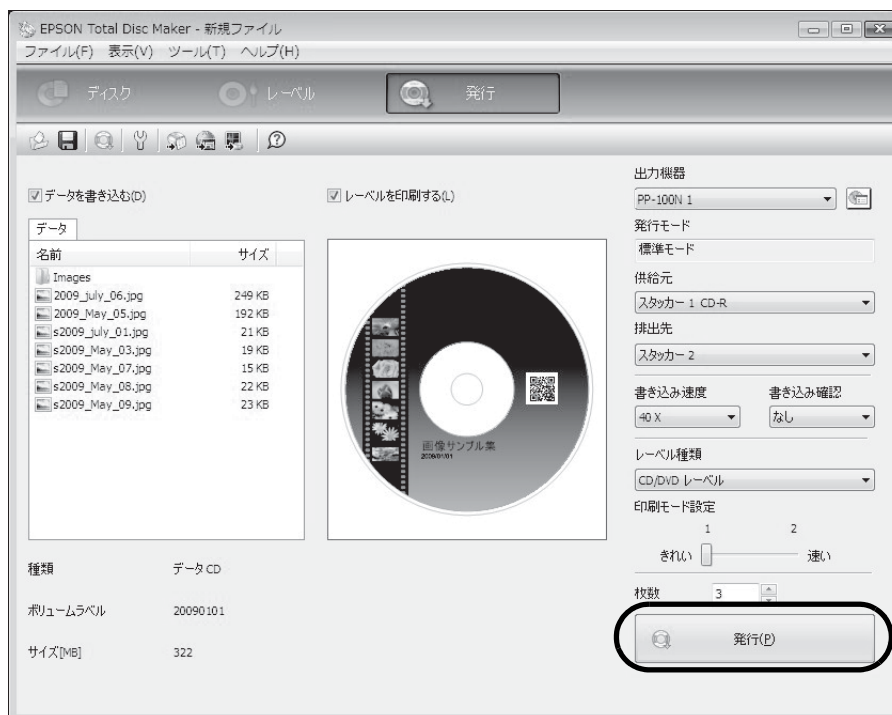 EPSON Total Disc Maker - 新規ファイル
ファイル(F) 表示(V) ツール(T) ヘルプ(H)
ディスク レーベル 発行
データを書き込む(D)
データ
名前 サイズ
Images
2009_july_06.jpg 249 KB
2009_May_05.jpg 192 KB
s2009_july_01.jpg 21 KB
s2009_May_03.jpg 19 KB
s2009_May_07.jpg 15 KB
s2009_May_08.jpg 22 KB
s2009_May_09.jpg 23 KB
種類 データ CD
ボリュームラベル 20090101
サイズ[MB] 322
レーベルを印刷する(L)
画像サンプル集
2009/01/01
出力機器
PP-100N 1
発行モード
標準モード
供給元
スタッカー 1 CD-R
排出先
スタッカー 2
書き込み速度 書き込み確認
40 X なし
レーベル種類
CD/DVD レーベル
印刷モード設定
1 2
きれい 速い
枚数 3
発行(P)